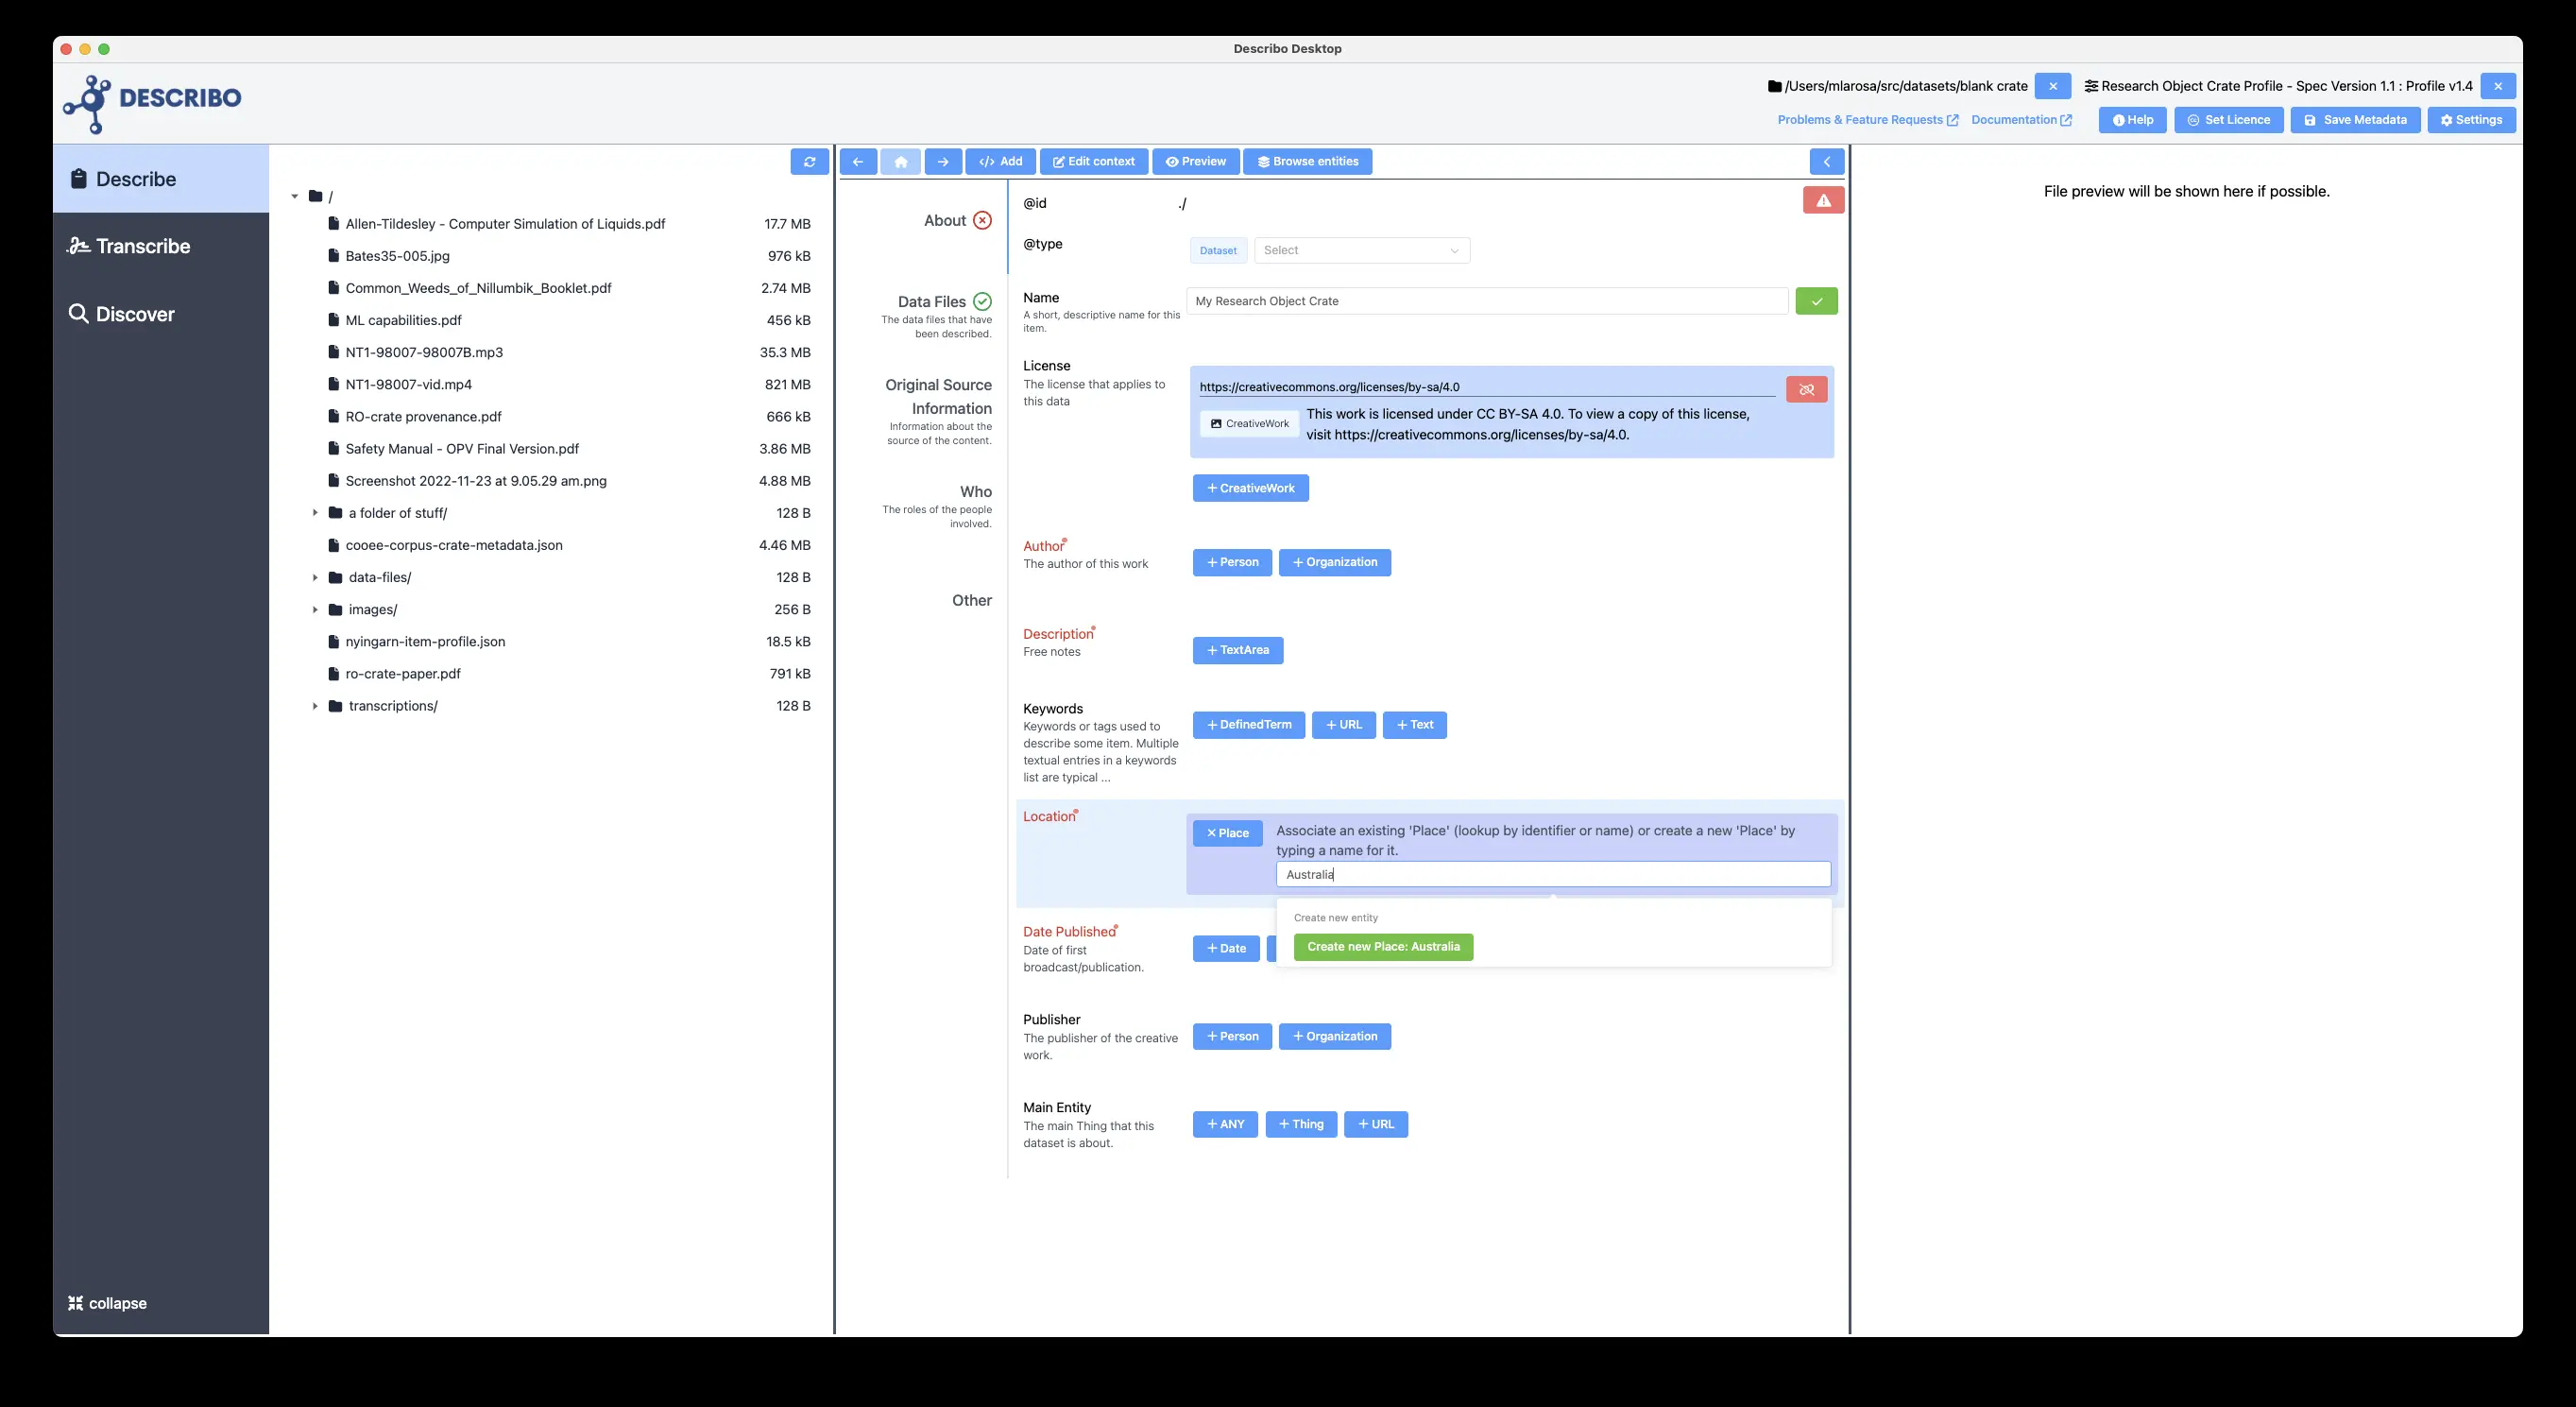 Describo Desktop
DESCRIBO
/Users/mlarosa/src/datasets/blank crate
Research Object Crate Profile - Spec Version 1.1 : Profile v1.4
Problems & Feature Requests
Documentation
Help
Set Licence
Save Metadata
Settings
Describe
Transcribe
Discover
collapse
/
Allen-Tildesley - Computer Simulation of Liquids.pdf 17.7 MB
Bates35-005.jpg 976 kB
Common_Weeds_of_Nillumbik_Booklet.pdf 2.74 MB
ML capabilities.pdf 456 kB
NT1-98007-98007B.mp3 35.3 MB
NT1-98007-vid.mp4 821 MB
RO-crate provenance.pdf 666 kB
Safety Manual - OPV Final Version.pdf 3.86 MB
Screenshot 2022-11-23 at 9.05.29 am.png 4.88 MB
a folder of stuff/ 128 B
cooee-corpus-crate-metadata.json 4.46 MB
data-files/ 128 B
images/ 256 B
nyingarn-item-profile.json 18.5 kB
ro-crate-paper.pdf 791 kB
transcriptions/ 128 B
</> Add
Edit context
Preview
Browse entities
About
Data Files
The data files that have
been described.
Original Source
Information
Information about the
source of the content.
Who
The roles of the people
involved.
Other
@id ./
@type Dataset Select
Name
A short, descriptive name for this
item.
My Research Object Crate
License
The license that applies to
this data
https://creativecommons.org/licenses/by-sa/4.0
CreativeWork
This work is licensed under CC BY-SA 4.0. To view a copy of this license,
visit https://creativecommons.org/licenses/by-sa/4.0.
+ CreativeWork
Author
The author of this work
+ Person + Organization
Description
Free notes
+ TextArea
Keywords
Keywords or tags used to
describe some item. Multiple
textual entries in a keywords
list are typical ...
+ DefinedTerm + URL + Text
Location
× Place
Associate an existing 'Place' (lookup by identifier or name) or create a new 'Place' by
typing a name for it.
Australia
Create new entity
Create new Place: Australia
Date Published
Date of first
broadcast/publication.
+ Date
Publisher
The publisher of the creative
work.
+ Person + Organization
Main Entity
The main Thing that this
dataset is about.
+ ANY + Thing + URL
File preview will be shown here if possible.